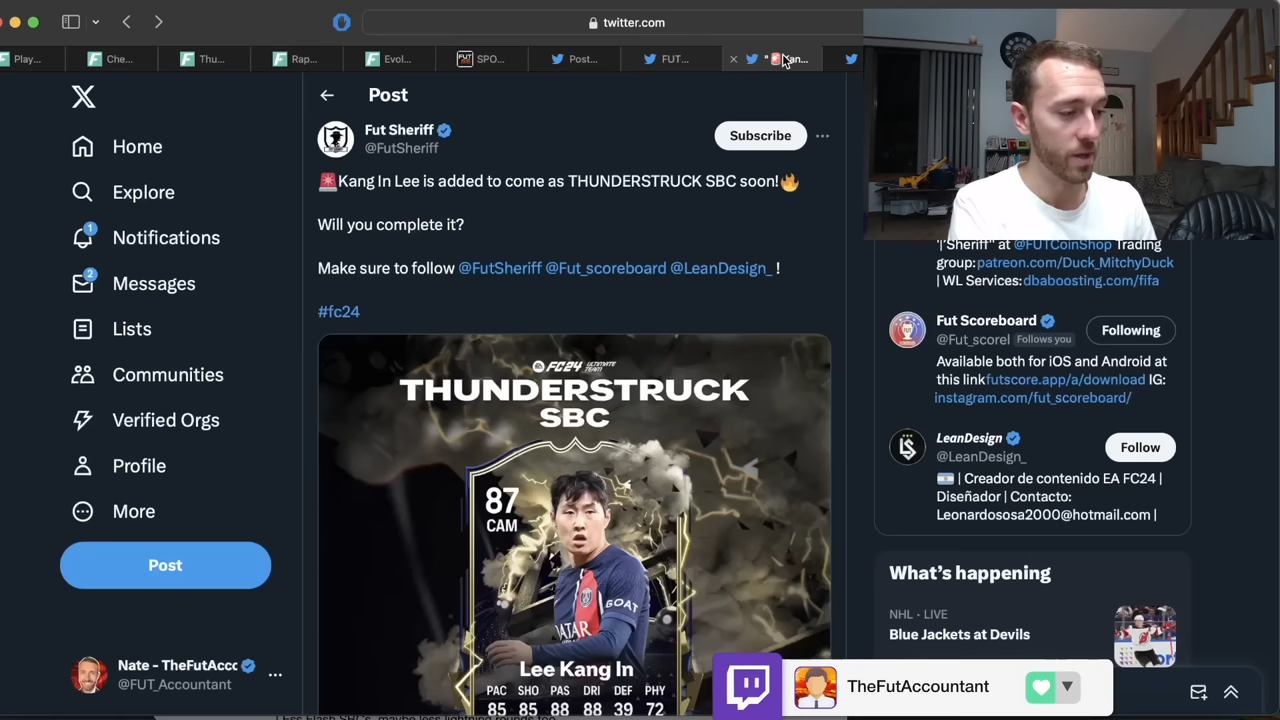 twitter.com
Play...
Che...
Thu...
Rap...
Evol...
SPO...
Post...
FUT...
Post
Home
Explore
1
Notifications
2
Messages
Lists
Communities
Verified Orgs
Profile
More
Post
Nate - TheFutAccc
@FUT_Accountant
Fut Sheriff
@FutSheriff
Subscribe
🚨Kang In Lee is added to come as THUNDERSTRUCK SBC soon!🔥
Will you complete it?
Make sure to follow @FutSheriff @Fut_scoreboard @LeanDesign_ !
#fc24
FC24 ULTIMATE TEAM
THUNDERSTRUCK
SBC
87
CAM
GOAT
QATAR
Lee Kang In
PAC SHO PAS DRI DEF PHY
85 85 88 88 39 72
|"Sheriff" at @FUTCoinShop Trading
group:patreon.com/Duck_MitchyDuck
| WL Services:dbaboosting.com/fifa
Fut Scoreboard
@Fut_scorel Follows you
Following
Available both for iOS and Android at
this linkfutscore.app/a/download IG:
instagram.com/fut_scoreboard/
LeanDesign
@LeanDesign_
Follow
🇦🇷 | Creador de contenido EA FC24 |
Diseñador | Contacto:
Leonardososa2000@hotmail.com |
What's happening
NHL · LIVE
Blue Jackets at Devils
TheFutAccountant